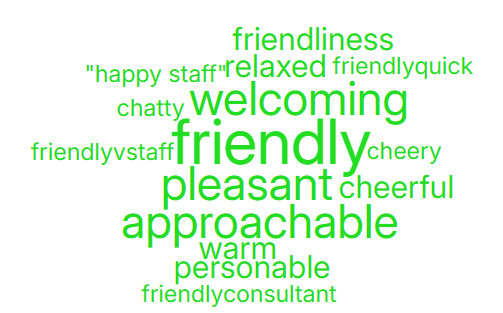 friendliness
"happy staff" relaxed friendlyquick
chatty welcoming
friendlyvstaff friendly cheery
pleasant cheerful
approachable
warm
personable
friendlyconsultant